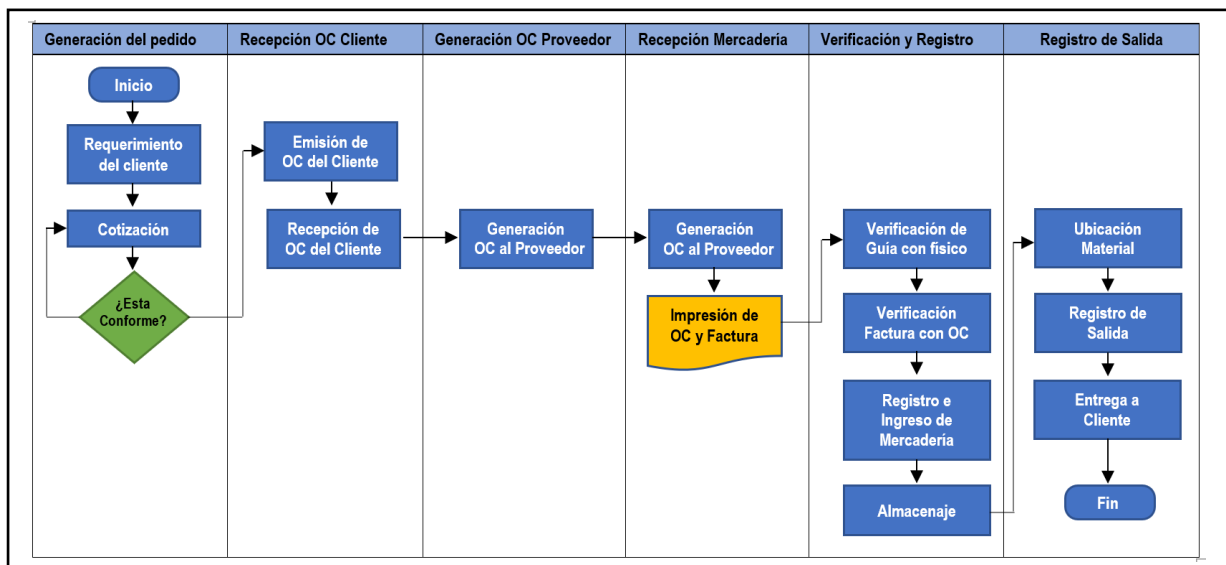 Generación del pedido
Recepción OC Cliente
Generación OC Proveedor
Recepción Mercadería
Verificación y Registro
Registro de Salida
Inicio
Requerimiento
del cliente
Cotización
¿Esta
Conforme?
Emisión de
OC del Cliente
Recepción de
OC del Cliente
Generación
OC al Proveedor
Generación
OC al Proveedor
Impresión de
OC y Factura
Verificación de
Guía con fisico
Verificación
Factura con OC
Registro e
Ingreso de
Mercadería
Almacenaje
Ubicación
Material
Registro de
Salida
Entrega a
Cliente
Fin